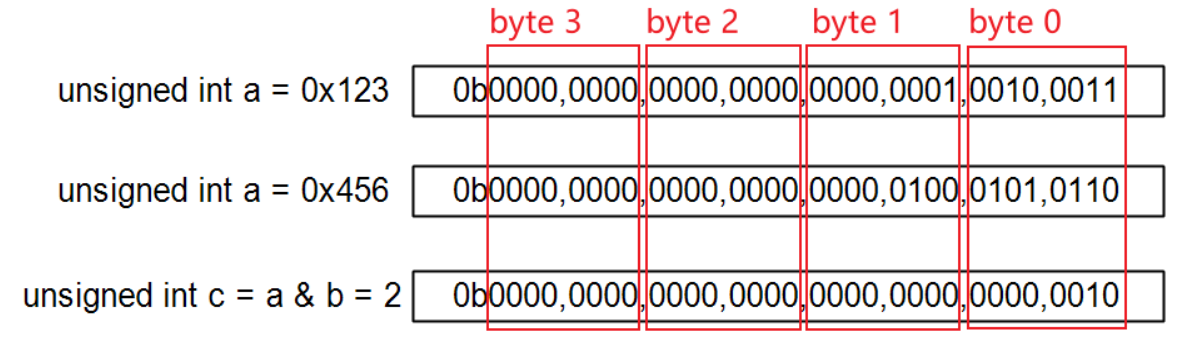 byte 3 byte 2 byte 1 byte 0
unsigned int a = 0x123 0b0000,0000,0000,0000,0000,0001,0010,0011
unsigned int a = 0x456 0b0000,0000,0000,0000,0000,0100,0101,0110
unsigned int c = a & b = 2 0b0000,0000,0000,0000,0000,0000,0000,0010